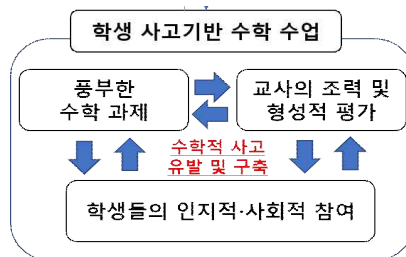 학생 사고기반 수학 수업
풍부한
수학 과제
교사의 조력 및
형성적 평가
수학적 사고
유발 및 구축
학생들의 인지적·사회적 참여